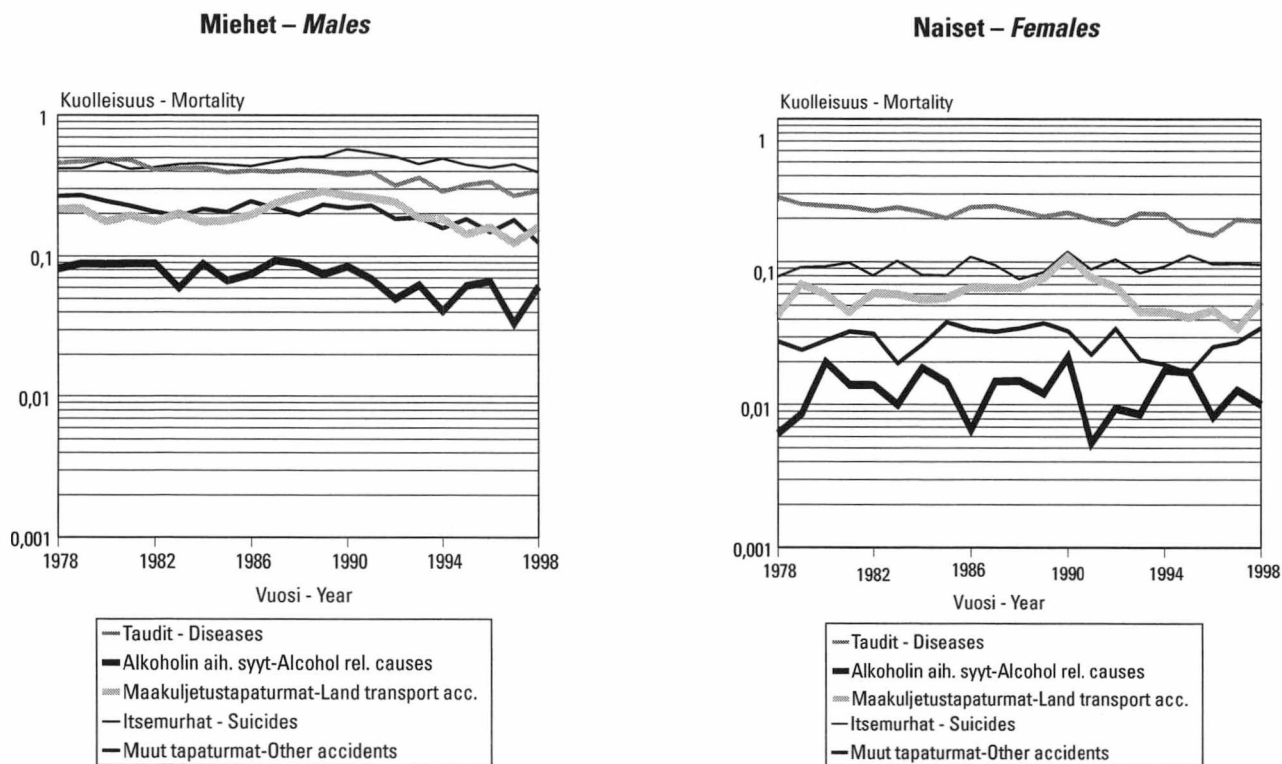 Miehet – Males
Kuolleisuus - Mortality
1
0,1
0,01
0,001
1978 1982 1986 1990 1994 1998
Vuosi - Year
Taudit - Diseases
Alkoholin aih. syyt-Alcohol rel. causes
Maakuljetustapaturmat-Land transport acc.
Itsemurhat - Suicides
Muut tapaturmat-Other accidents
Naiset – Females
Kuolleisuus - Mortality
1
0,1
0,01
0,001
1978 1982 1986 1990 1994 1998
Vuosi - Year
Taudit - Diseases
Alkoholin aih. syyt-Alcohol rel. causes
Maakuljetustapaturmat-Land transport acc.
Itsemurhat - Suicides
Muut tapaturmat-Other accidents